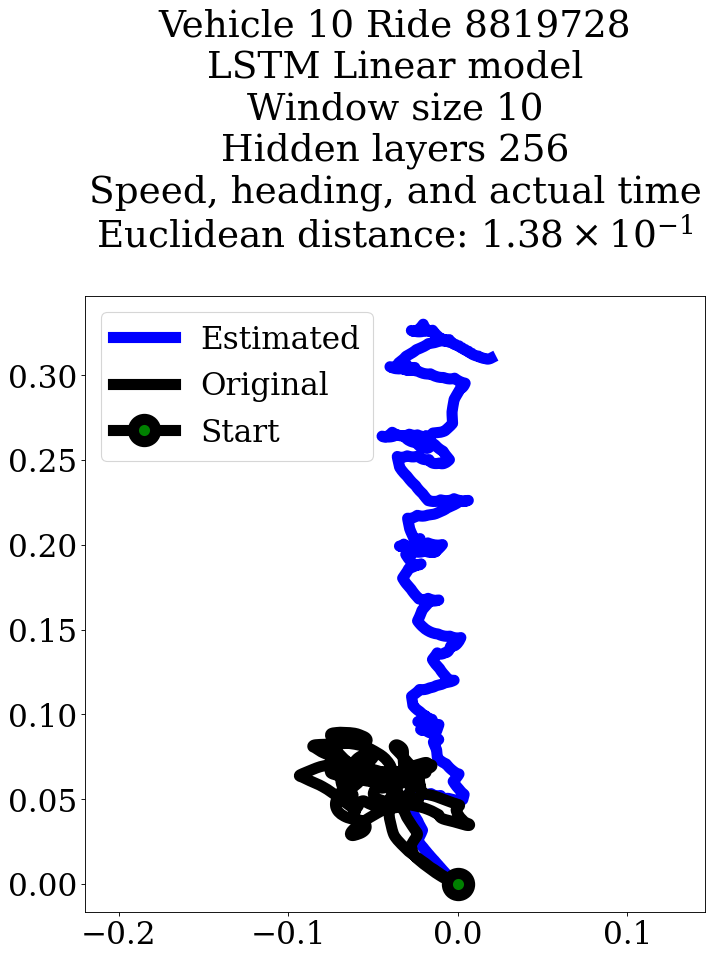 Vehicle 10 Ride 8819728
LSTM Linear model
Window size 10
Hidden layers 256
Speed, heading, and actual time
Euclidean distance: 1.38 × 10⁻¹
Estimated
Original
Start
0.30
0.25
0.20
0.15
0.10
0.05
0.00
−0.2
−0.1
0.0
0.1